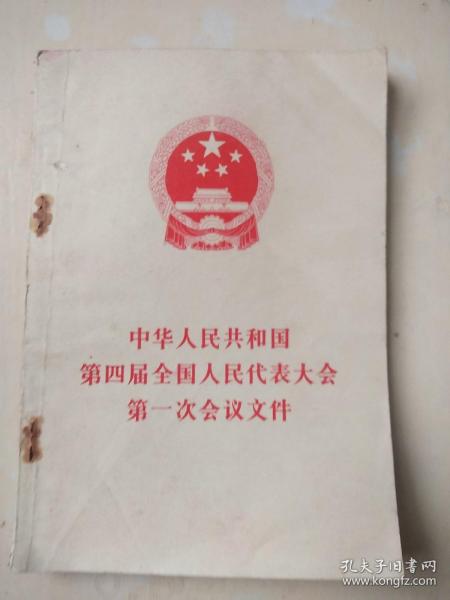 中华人民共和国
第四届全国人民代表大会
第一次会议文件
孔夫子旧书网
www.kongfz.com